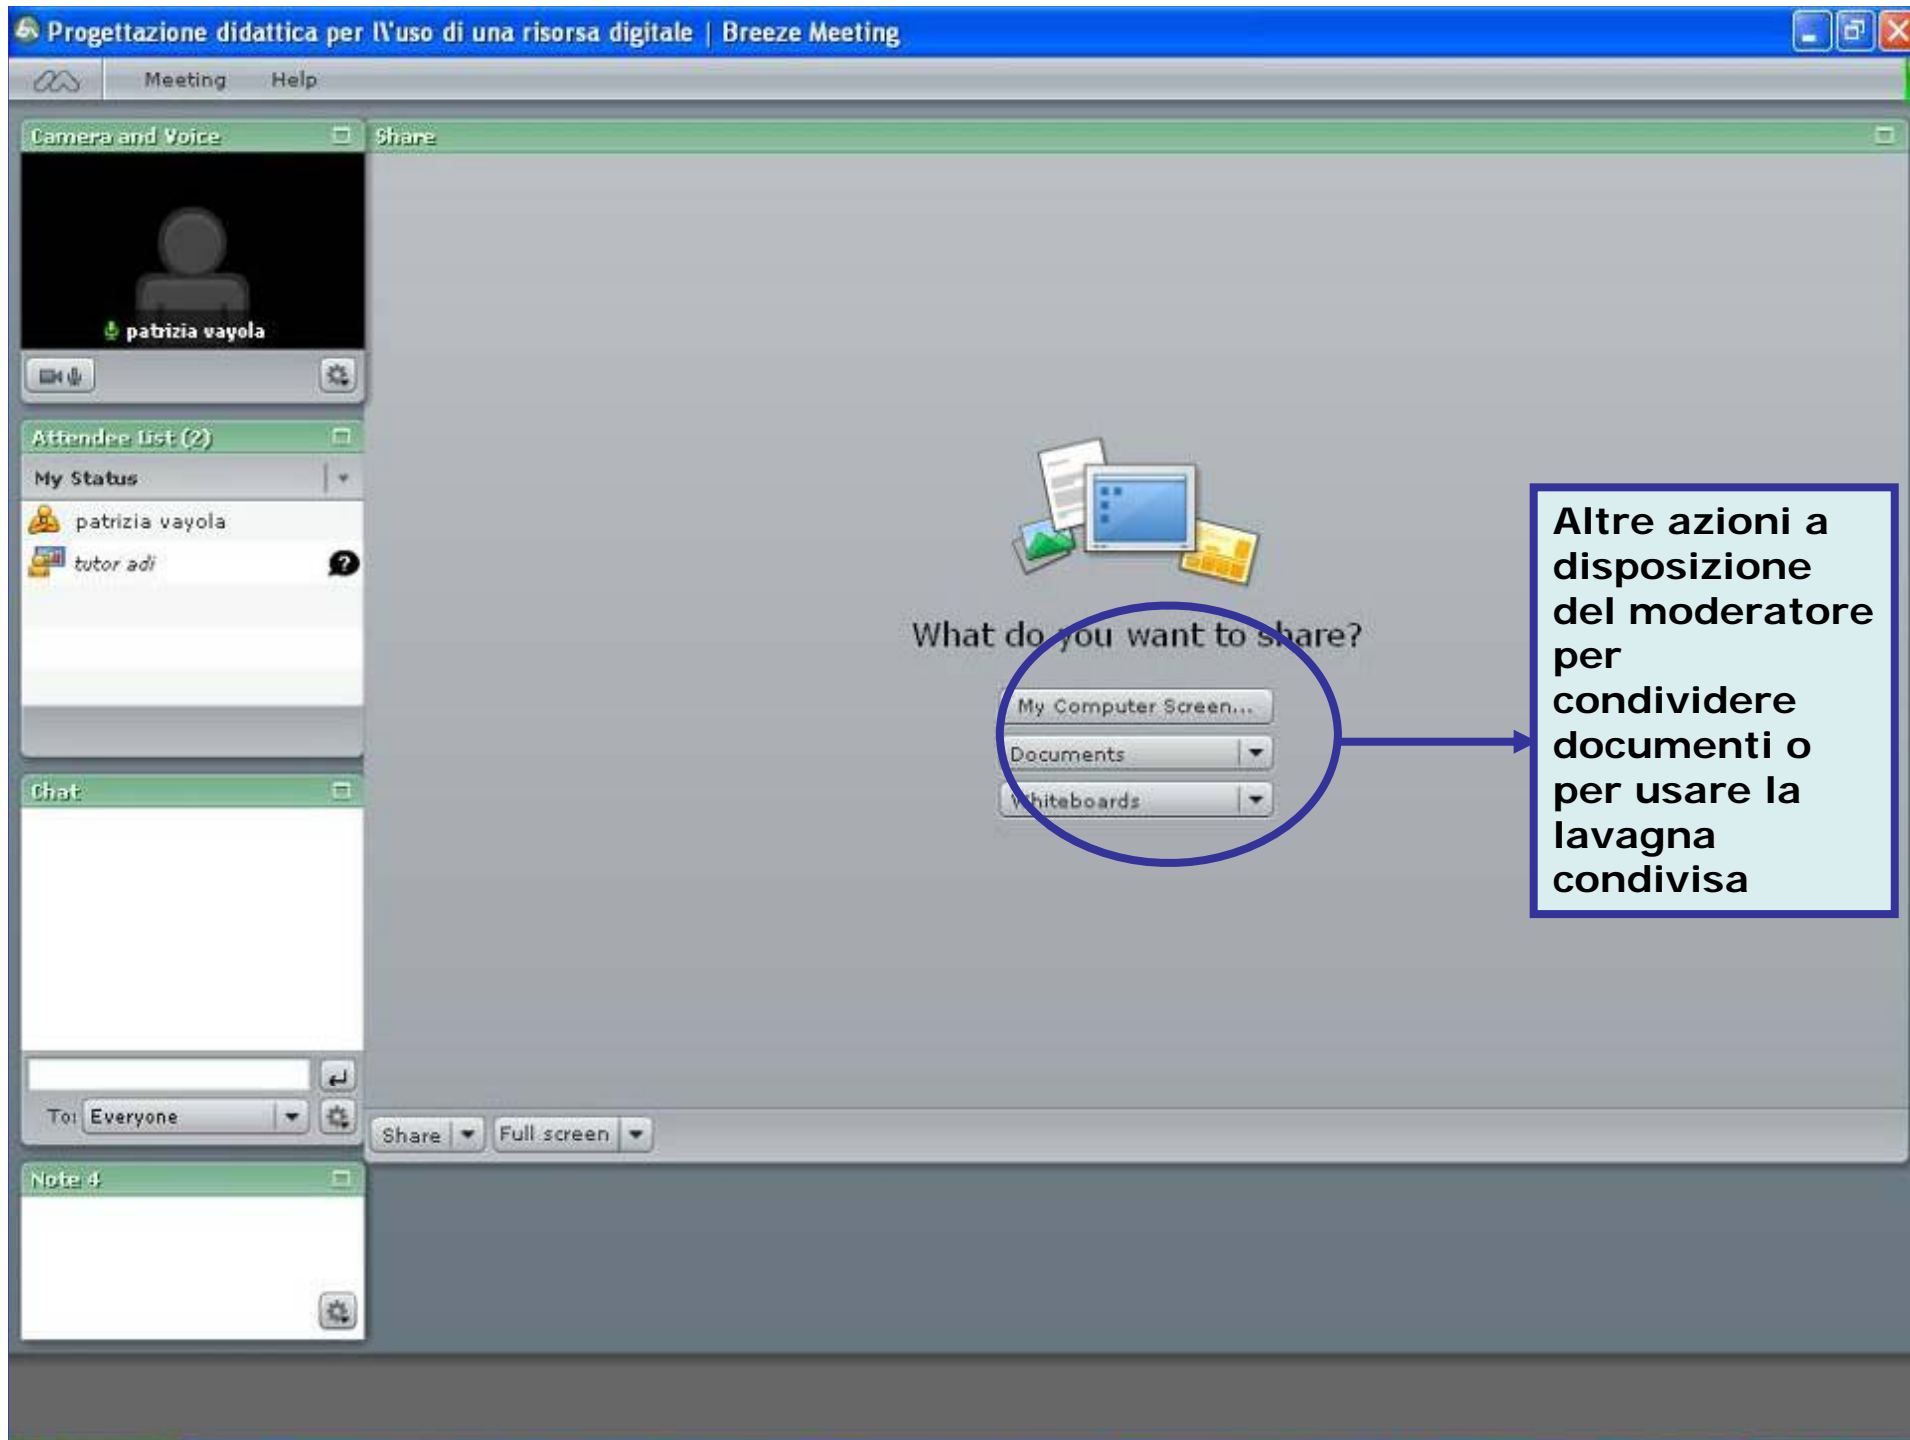 Progettazione didattica per l\'uso di una risorsa digitale | Breeze Meeting
Meeting Help
Camera and Voice
patrizia vayola
Attendee List (2)
My Status
patrizia vayola
tutor adi
Chat
To: Everyone
Note 4
Share
What do you want to share?
My Computer Screen...
Documents
Whiteboards
Share Full screen
Altre azioni a
disposizione
del moderatore
per
condividere
documenti o
per usare la
lavagna
condivisa